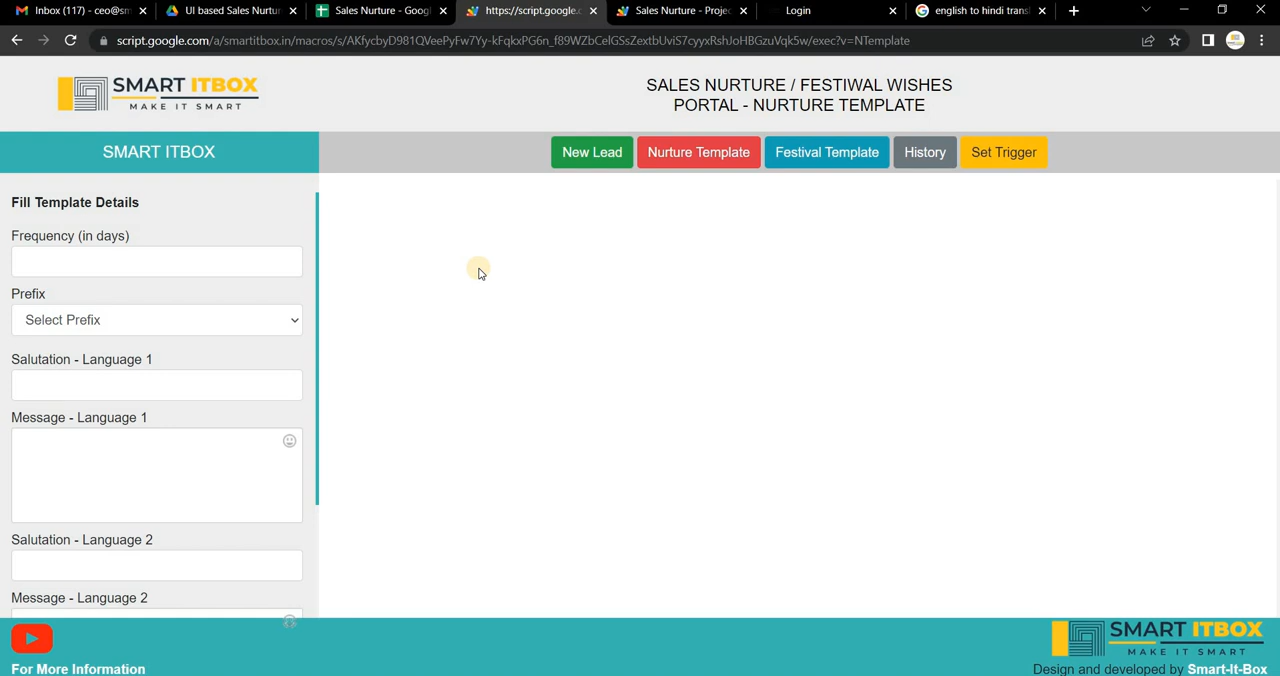 Inbox (117) - ceo@sm
UI based Sales Nurtur
Sales Nurture - Googl
https://script.google.c
Sales Nurture - Projec
Login
english to hindi transl
script.google.com/a/smartitbox.in/macros/s/AKfycbyD981QVeePyFw7Yy-kFqkxPG6n_f89WZbCelGSsZextbUviS7cyyxRshJoHBGzuVqk5w/exec?v=NTemplate
SMART ITBOX
MAKE IT SMART
SALES NURTURE / FESTIWAL WISHES
PORTAL - NURTURE TEMPLATE
SMART ITBOX
New Lead
Nurture Template
Festival Template
History
Set Trigger
Fill Template Details
Frequency (in days)
Prefix
Select Prefix
Salutation - Language 1
Message - Language 1
Salutation - Language 2
Message - Language 2
For More Information
SMART ITBOX
MAKE IT SMART
Design and developed by Smart-It-Box